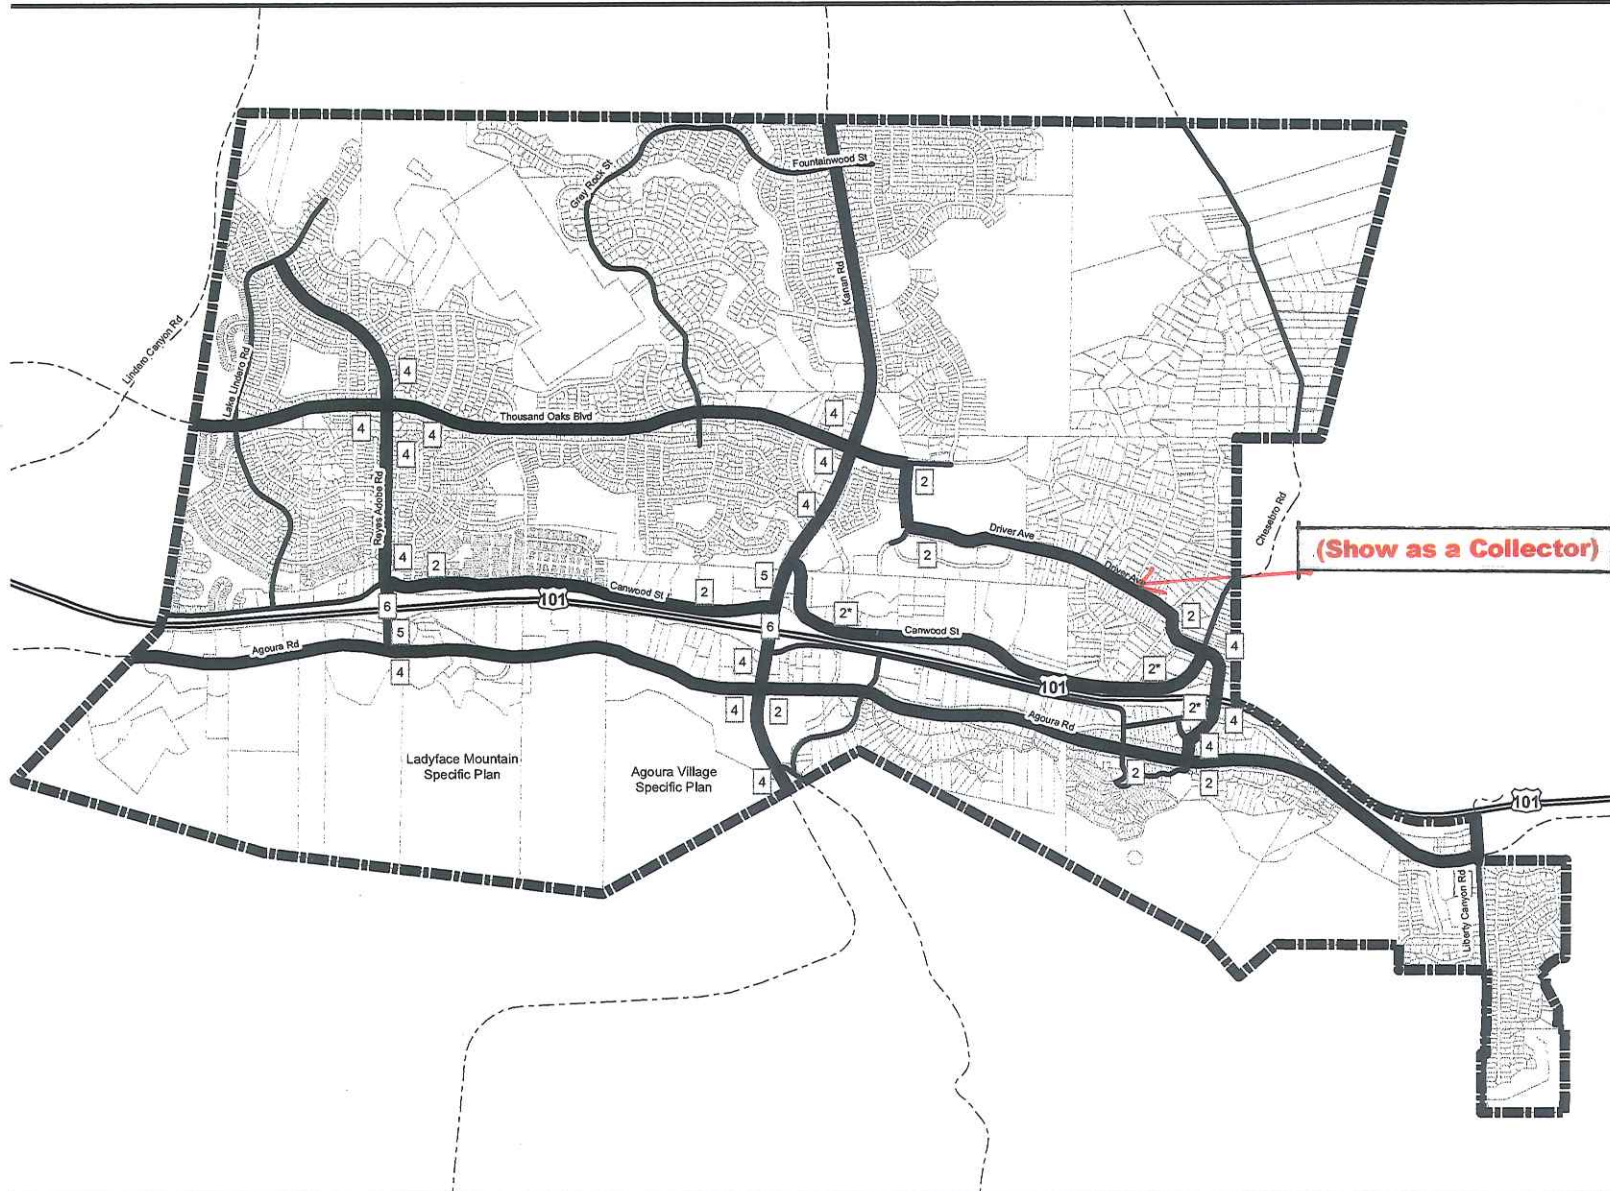 Fountainwood St
Grey Rock St
Kanan Rd
Lindero Canyon Rd
Lake Lindero Rd
4
Thousand Oaks Blvd
4
4
4
4
Reyes Adobe Rd
4
4
2
Chesebro Rd
Driver Ave
(Show as a Collector)
4
2
5
2
Driver Ave
Canwood St
2
101
6
2*
2
6
5
Canwood St
4
Agoura Rd
4
4
2*
101
4
2
2*
4
Agoura Rd
4
Ladyface Mountain
Specific Plan
Agoura Village
Specific Plan
4
2
2
101
Liberty Canyon Rd